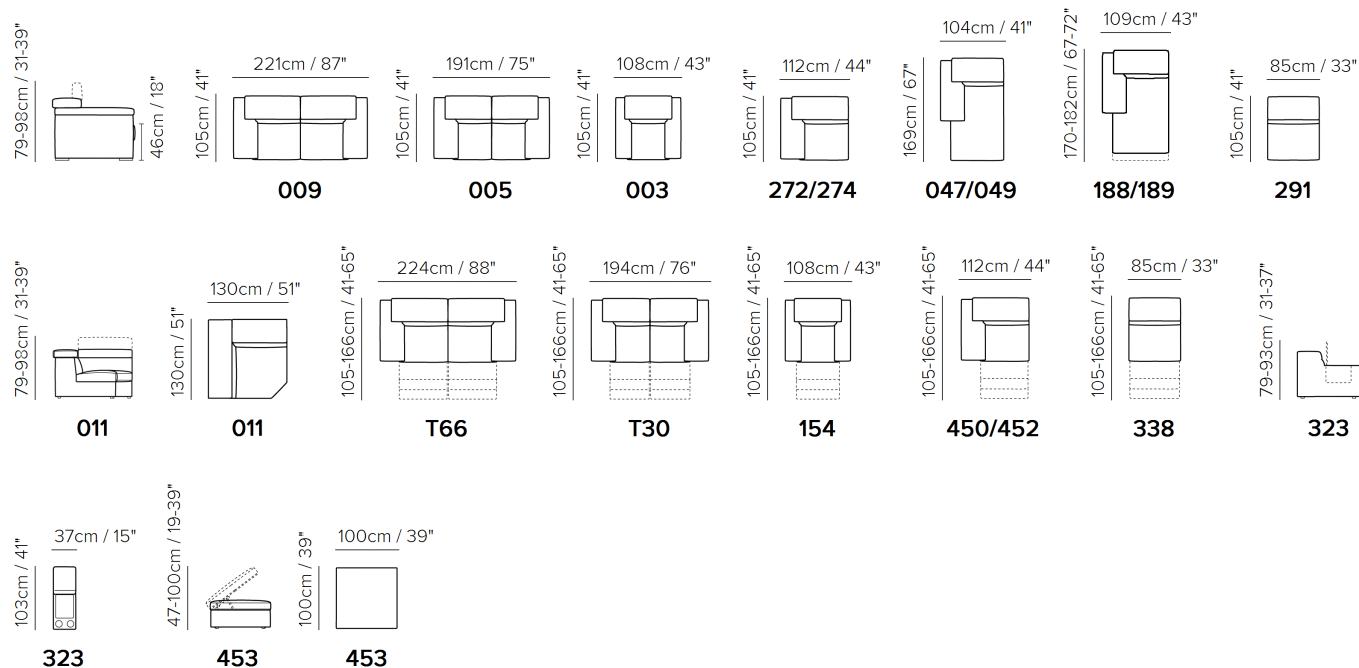 79-98cm / 31-39"
46cm / 18"
105cm / 41"
221cm / 87"
009
105cm / 41"
191cm / 75"
005
105cm / 41"
108cm / 43"
003
105cm / 41"
112cm / 44"
272/274
169cm / 67"
104cm / 41"
047/049
170-182cm / 67-72"
109cm / 43"
188/189
105cm / 41"
85cm / 33"
291
79-98cm / 31-39"
011
130cm / 51"
130cm / 51"
011
105-166cm / 41-65"
224cm / 88"
T66
105-166cm / 41-65"
194cm / 76"
T30
105-166cm / 41-65"
108cm / 43"
154
105-166cm / 41-65"
112cm / 44"
450/452
105-166cm / 41-65"
85cm / 33"
338
79-93cm / 31-37"
323
103cm / 41"
37cm / 15"
323
47-100cm / 19-39"
453
100cm / 39"
100cm / 39"
453